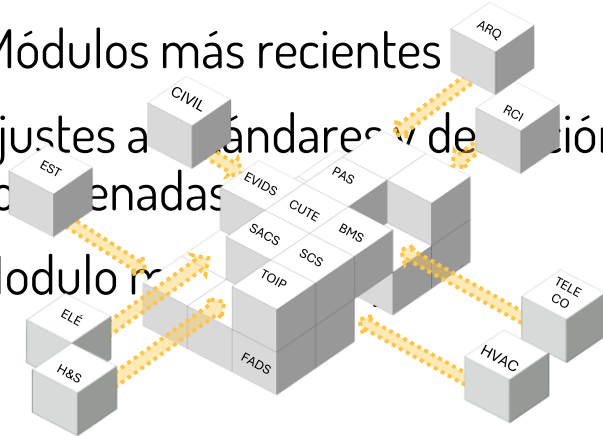 Módulos más recientes
ARQ
CIVIL
RCI
justes a ándares y de ción
EST
PAS
EVIDS
enadas
CUTE
SACS
BMS
SCS
odulo
TOIP
TELE
CO
ELÉ
HVAC
FADS
H&S